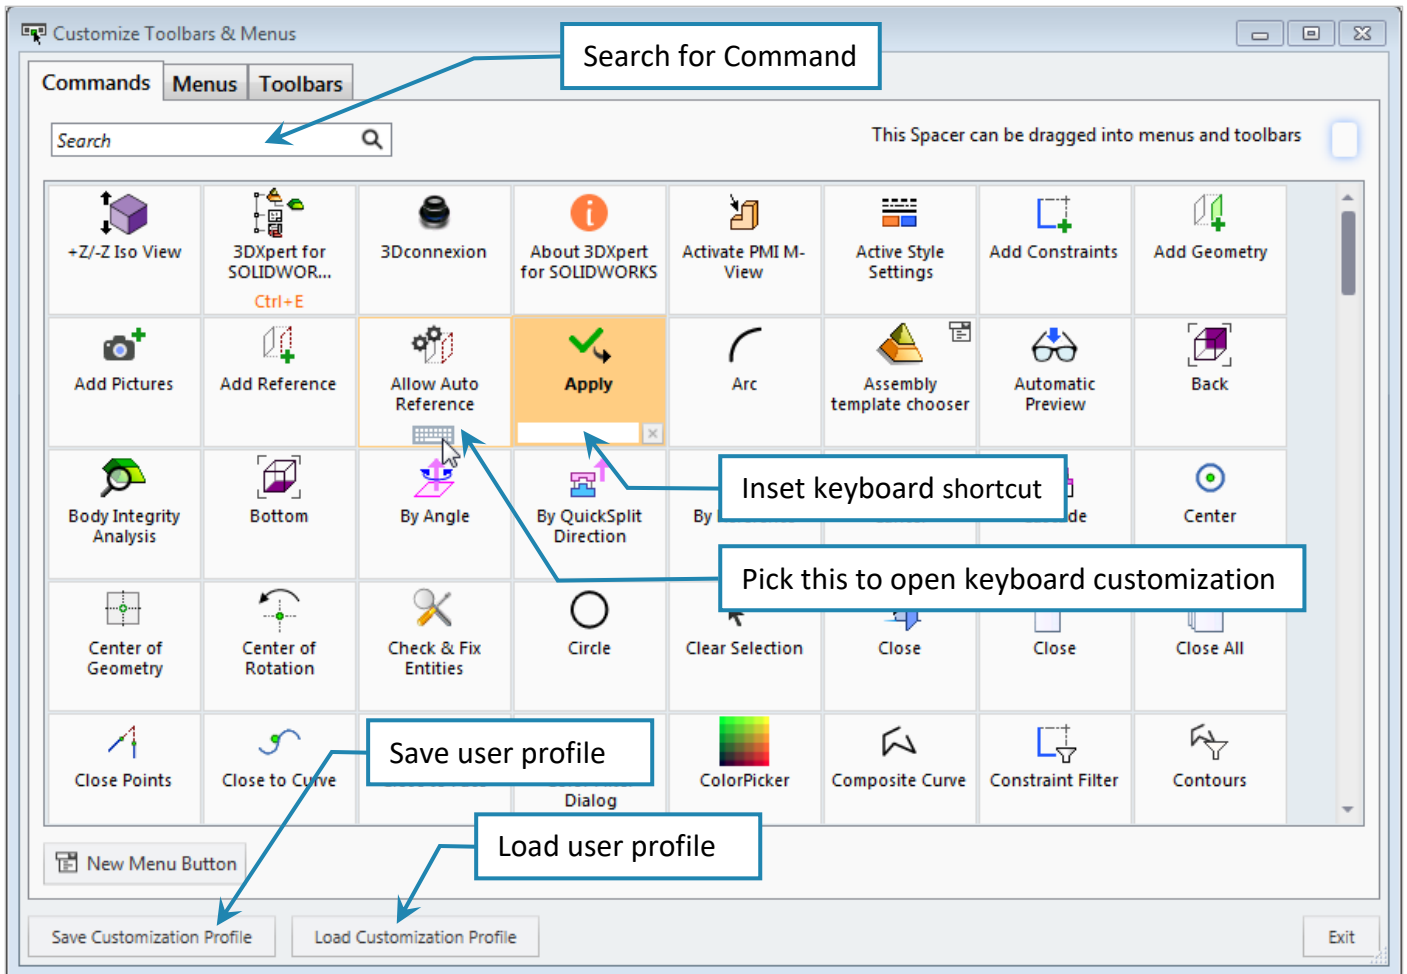 Customize Toolbars & Menus
Search for Command
Commands Menus Toolbars
Search
This Spacer can be dragged into menus and toolbars
+Z/-Z Iso View
3DXpert for
SOLIDWOR...
Ctrl+E
3Dconnexion
About 3DXpert
for SOLIDWORKS
Activate PMI M-
View
Active Style
Settings
Add Constraints
Add Geometry
Add Pictures
Add Reference
Allow Auto
Reference
Apply
Arc
Assembly
template chooser
Automatic
Preview
Back
Inset keyboard shortcut
Body Integrity
Analysis
Bottom
By Angle
By QuickSplit
Direction
By
de
Center
Pick this to open keyboard customization
Center of
Geometry
Center of
Rotation
Check & Fix
Entities
Circle
Clear Selection
Close
Close
Close All
Save user profile
Close Points
Close to Curve
Dialog
ColorPicker
Composite Curve
Constraint Filter
Contours
Load user profile
New Menu Button
Save Customization Profile
Load Customization Profile
Exit